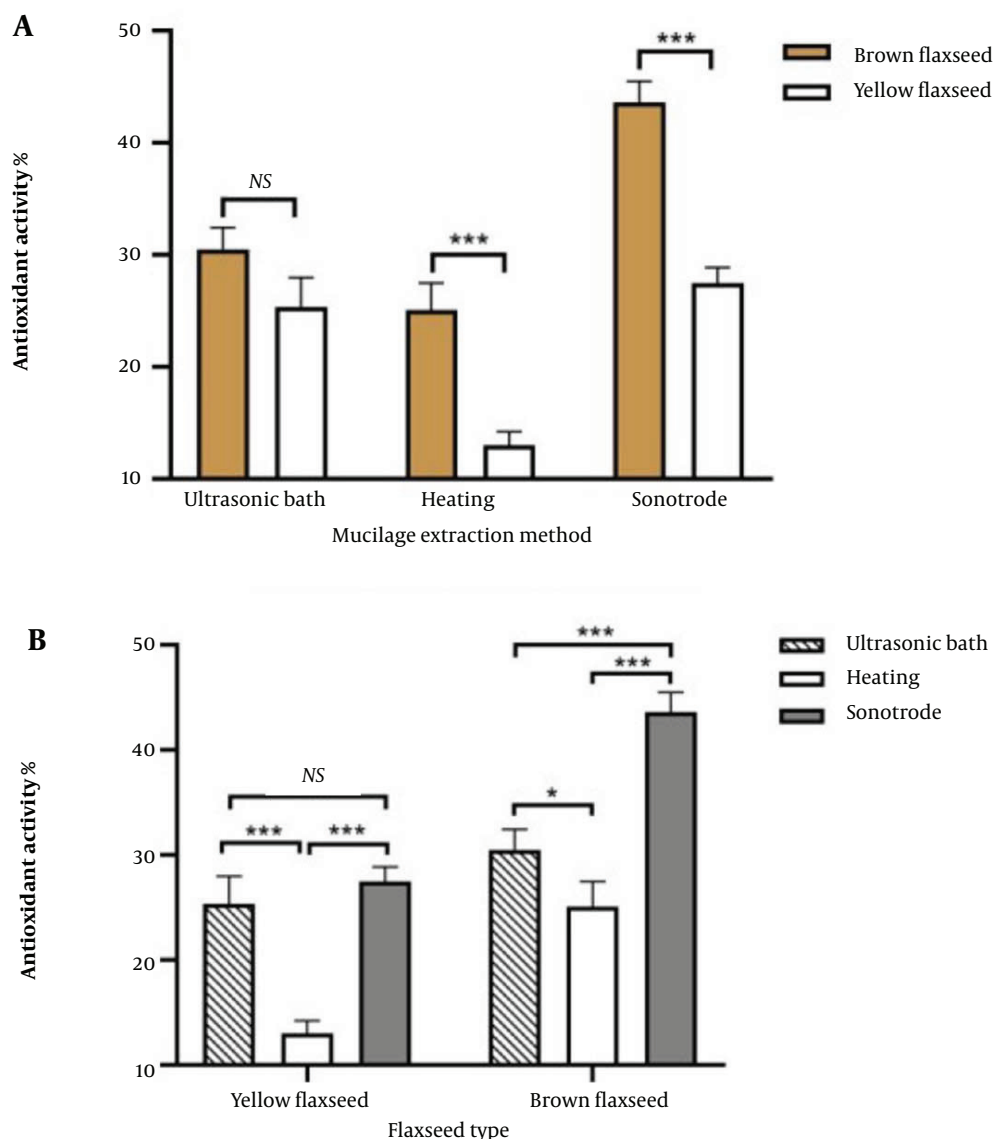 A
50
40
30
20
10
Antioxidant activity%
NS
***
***
Brown flaxseed
Yellow flaxseed
Ultrasonic bath
Heating
Sonotrode
Mucilage extraction method
B
50
40
30
20
10
Antioxidant activity%
NS
***
***
***
***
*
Ultrasonic bath
Heating
Sonotrode
Yellow flaxseed
Brown flaxseed
Flaxseed type